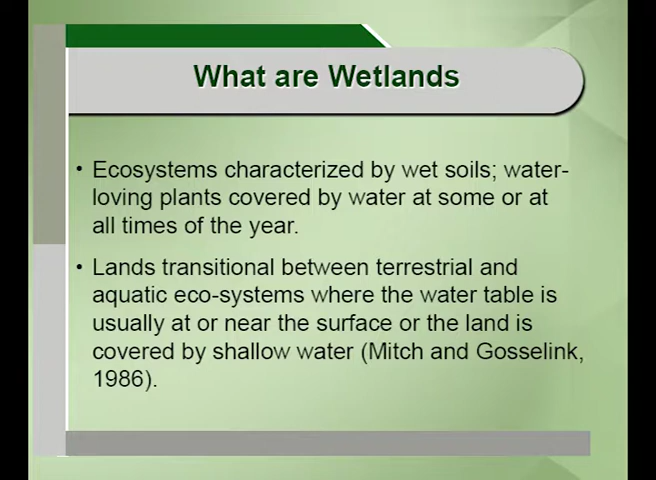 What are Wetlands
• Ecosystems characterized by wet soils; water-
loving plants covered by water at some or at
all times of the year.
• Lands transitional between terrestrial and
aquatic eco-systems where the water table is
usually at or near the surface or the land is
covered by shallow water (Mitch and Gosselink,
1986).